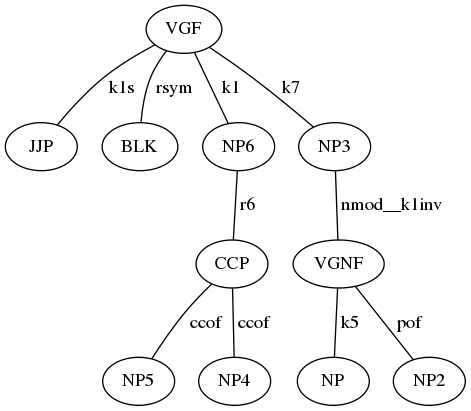 VGF
k1s rsym k1 k7
JJP BLK NP6 NP3
r6 nmod__k1inv
CCP VGNF
ccof ccof k5 pof
NP5 NP4 NP NP2